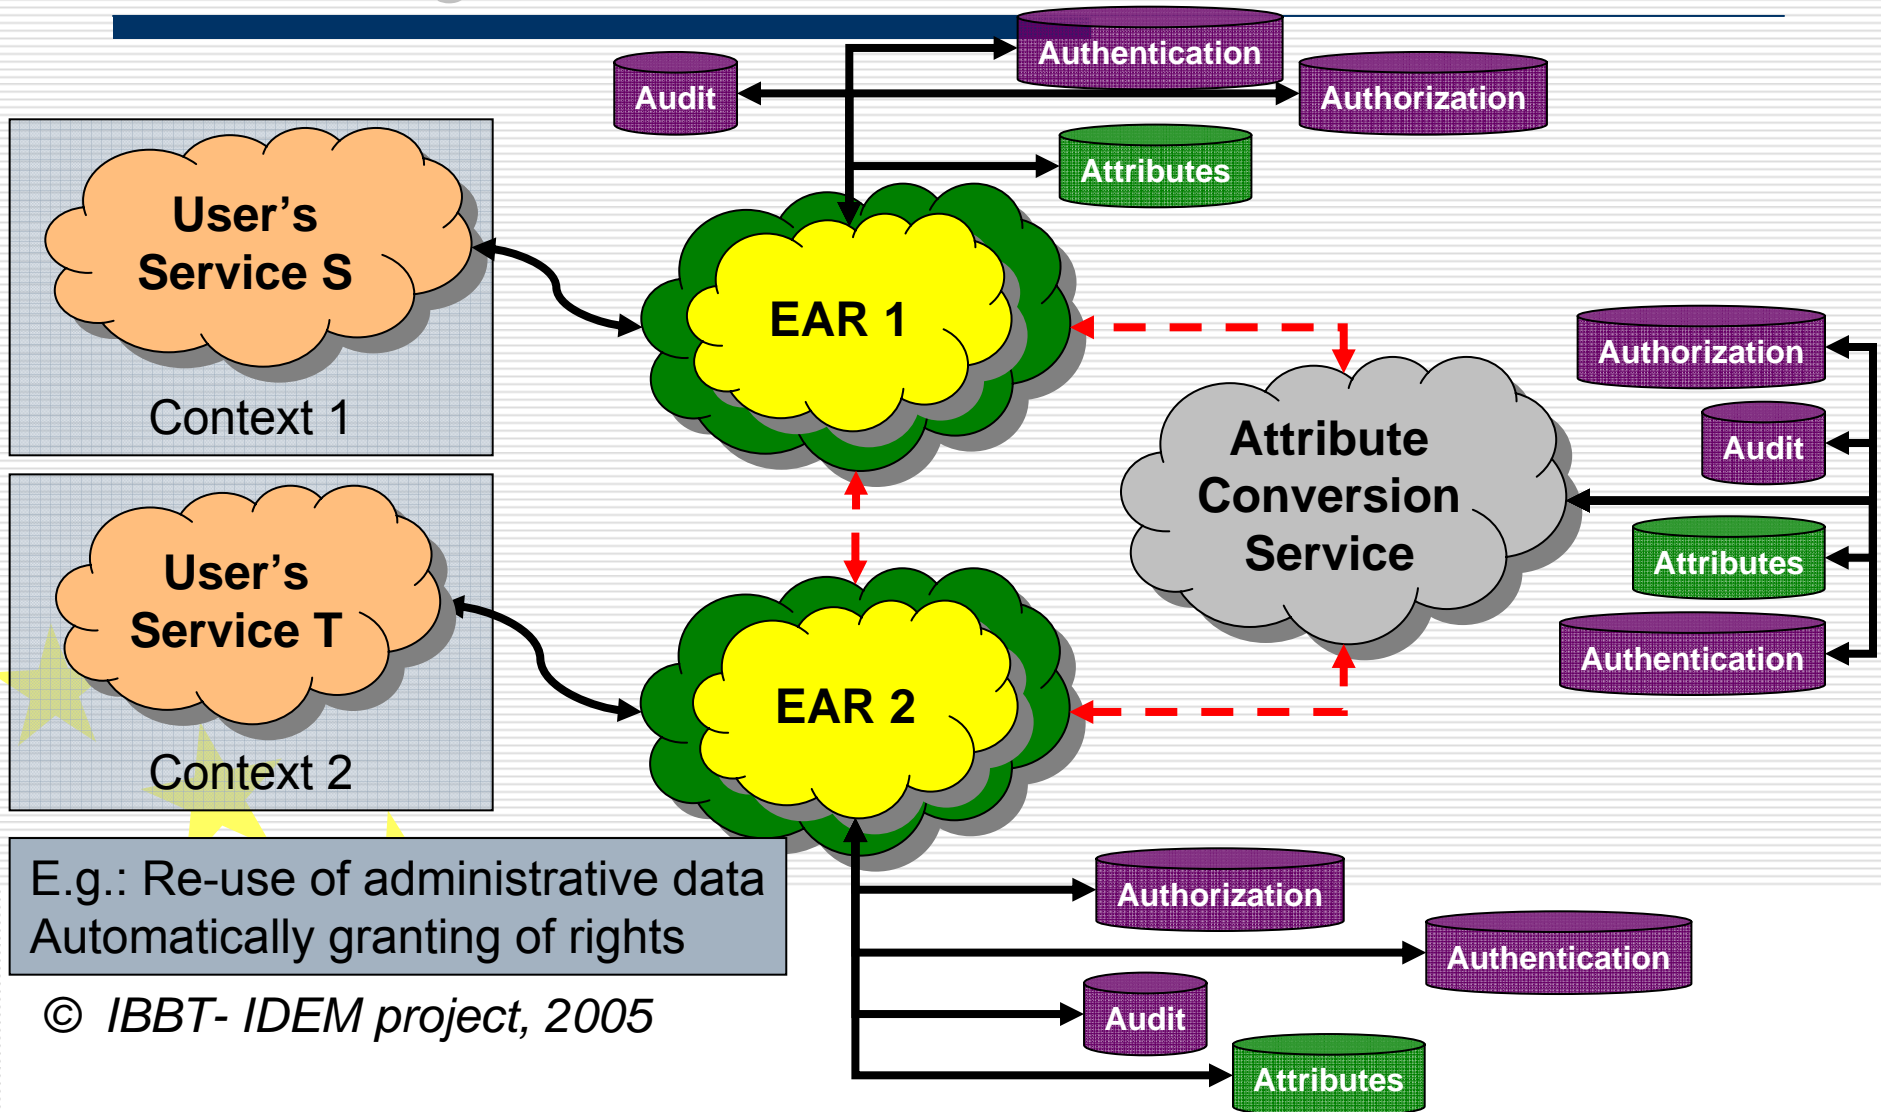 Authentication
Audit
Authorization
Attributes
User's
Service S
Context 1
EAR 1
Authorization
Audit
Attributes
Authentication
Attribute
Conversion
Service
User's
Service T
Context 2
EAR 2
E.g.: Re-use of administrative data
Automatically granting of rights
© IBBT- IDEM project, 2005
Authorization
Authentication
Audit
Attributes